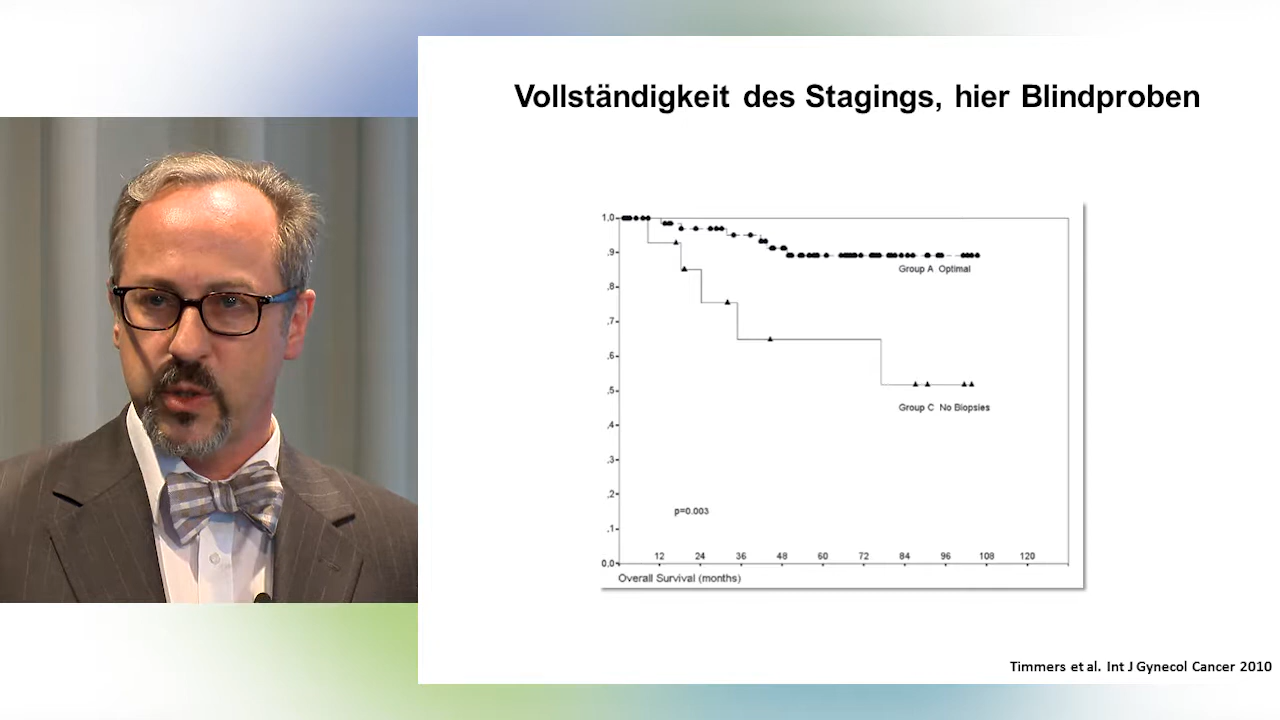 Vollständigkeit des Stagings, hier Blindproben
1,0
,9
Group A Optimal
,8
,7
,6
,5
Group C No Biopsies
,4
,3
,2
p=0.003
,1
12 24 36 48 60 72 84 96 108 120
0,0
Overall Survival (months)
Timmers et al. Int J Gynecol Cancer 2010